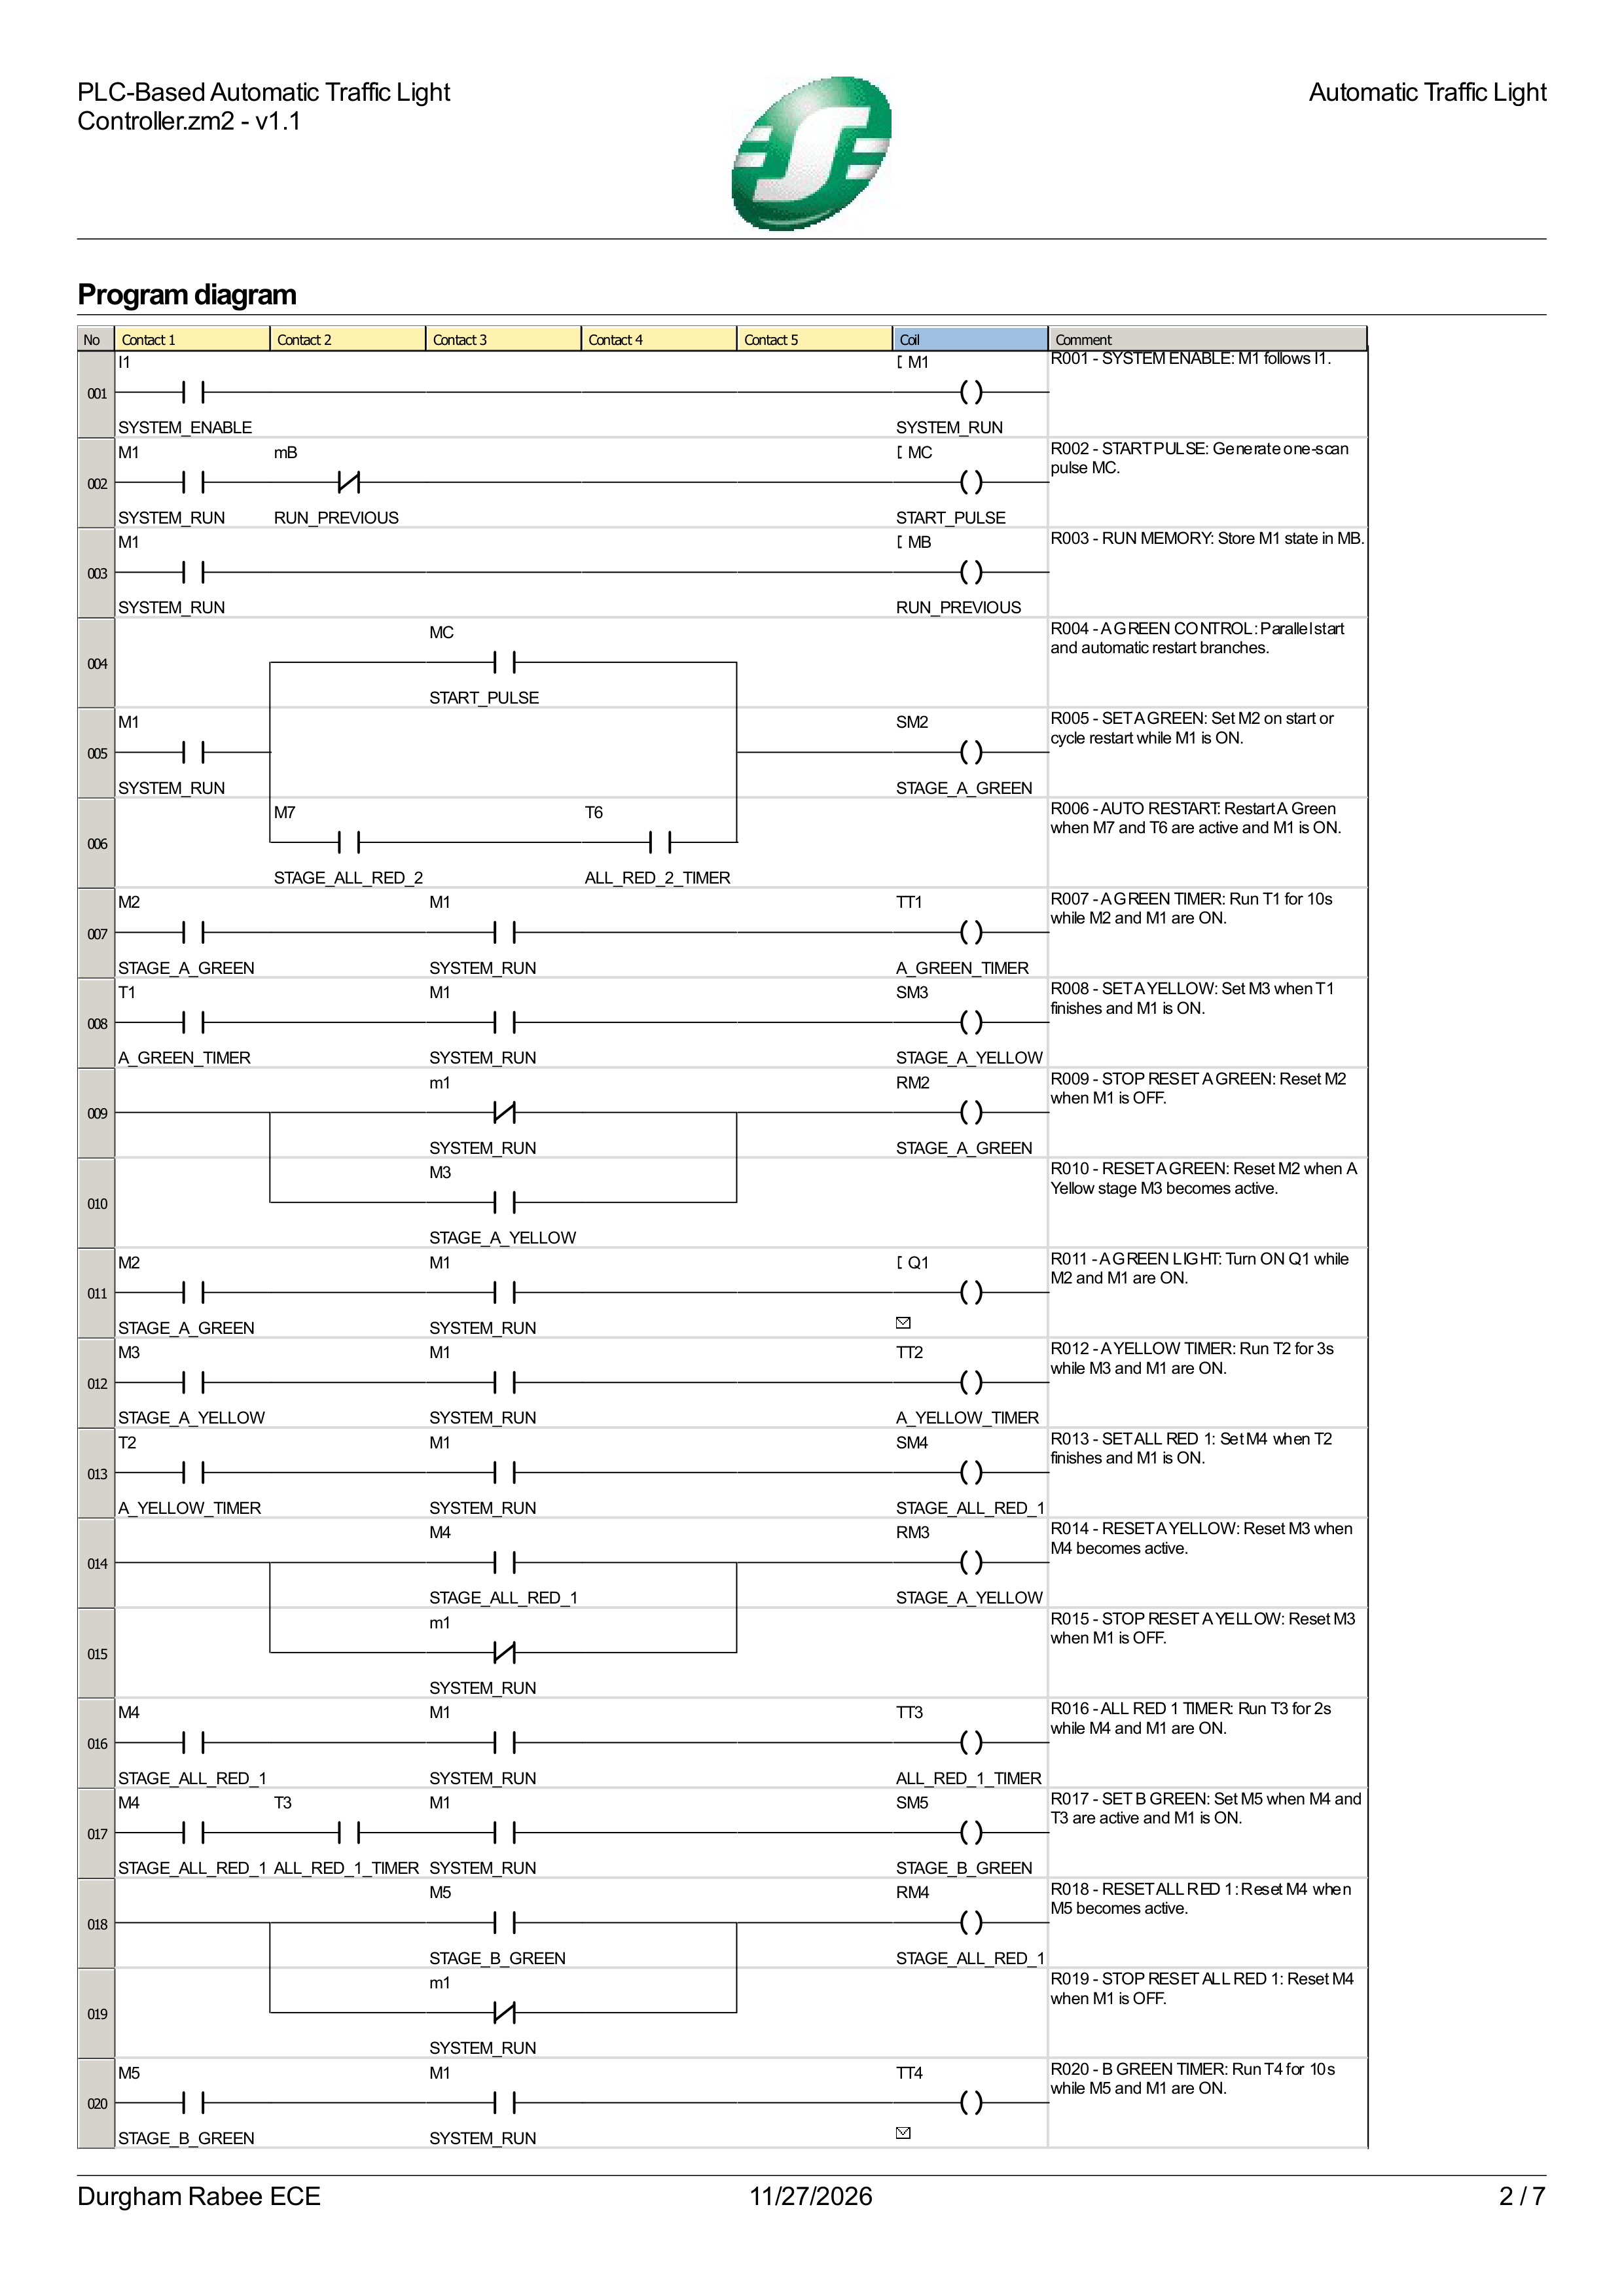 PLC-Based Automatic Traffic Light
Controller.zm2 - v1.1
Automatic Traffic Light
Program diagram
No Contact 1 Contact 2 Contact 3 Contact 4 Contact 5 Coil Comment
I1 [ M1 R001 - SYSTEM ENABLE: M1 follows I1.
001
SYSTEM_ENABLE SYSTEM_RUN
M1 mB [ MC R002 - START PULSE: Generate one-scan
pulse MC.
002
SYSTEM_RUN RUN_PREVIOUS START_PULSE
M1 [ MB R003 - RUN MEMORY: Store M1 state in MB.
003
SYSTEM_RUN RUN_PREVIOUS
MC R004 - A GREEN CONTROL: Parallel start
and automatic restart branches.
004
START_PULSE
M1 SM2 R005 - SET A GREEN: Set M2 on start or
cycle restart while M1 is ON.
005
SYSTEM_RUN STAGE_A_GREEN
M7 T6 R006 - AUTO RESTART: Restart A Green
when M7 and T6 are active and M1 is ON.
006
STAGE_ALL_RED_2 ALL_RED_2_TIMER
M2 M1 TT1 R007 - A GREEN TIMER: Run T1 for 10s
while M2 and M1 are ON.
007
STAGE_A_GREEN SYSTEM_RUN A_GREEN_TIMER
T1 M1 SM3 R008 - SET A YELLOW: Set M3 when T1
finishes and M1 is ON.
008
A_GREEN_TIMER SYSTEM_RUN STAGE_A_YELLOW
m1 RM2 R009 - STOP RESET A GREEN: Reset M2
when M1 is OFF.
009
SYSTEM_RUN STAGE_A_GREEN
M3 R010 - RESET A GREEN: Reset M2 when A
Yellow stage M3 becomes active.
010
STAGE_A_YELLOW
M2 M1 [ Q1 R011 - A GREEN LIGHT: Turn ON Q1 while
M2 and M1 are ON.
011
STAGE_A_GREEN SYSTEM_RUN
M3 M1 TT2 R012 - A YELLOW TIMER: Run T2 for 3s
while M3 and M1 are ON.
012
STAGE_A_YELLOW SYSTEM_RUN A_YELLOW_TIMER
T2 M1 SM4 R013 - SET ALL RED 1: Set M4 when T2
finishes and M1 is ON.
013
A_YELLOW_TIMER SYSTEM_RUN STAGE_ALL_RED_1
M4 RM3 R014 - RESET A YELLOW: Reset M3 when
M4 becomes active.
014
STAGE_ALL_RED_1 STAGE_A_YELLOW
m1 R015 - STOP RESET A YELLOW: Reset M3
when M1 is OFF.
015
SYSTEM_RUN
M4 M1 TT3 R016 - ALL RED 1 TIMER: Run T3 for 2s
while M4 and M1 are ON.
016
STAGE_ALL_RED_1 SYSTEM_RUN ALL_RED_1_TIMER
M4 T3 M1 SM5 R017 - SET B GREEN: Set M5 when M4 and
T3 are active and M1 is ON.
017
STAGE_ALL_RED_1 ALL_RED_1_TIMER SYSTEM_RUN STAGE_B_GREEN
M5 RM4 R018 - RESET ALL RED 1: Reset M4 when
M5 becomes active.
018
STAGE_B_GREEN STAGE_ALL_RED_1
m1 R019 - STOP RESET ALL RED 1: Reset M4
when M1 is OFF.
019
SYSTEM_RUN
M5 M1 TT4 R020 - B GREEN TIMER: Run T4 for 10s
while M5 and M1 are ON.
020
STAGE_B_GREEN SYSTEM_RUN
Durgham Rabee ECE 11/27/2026 2 / 7